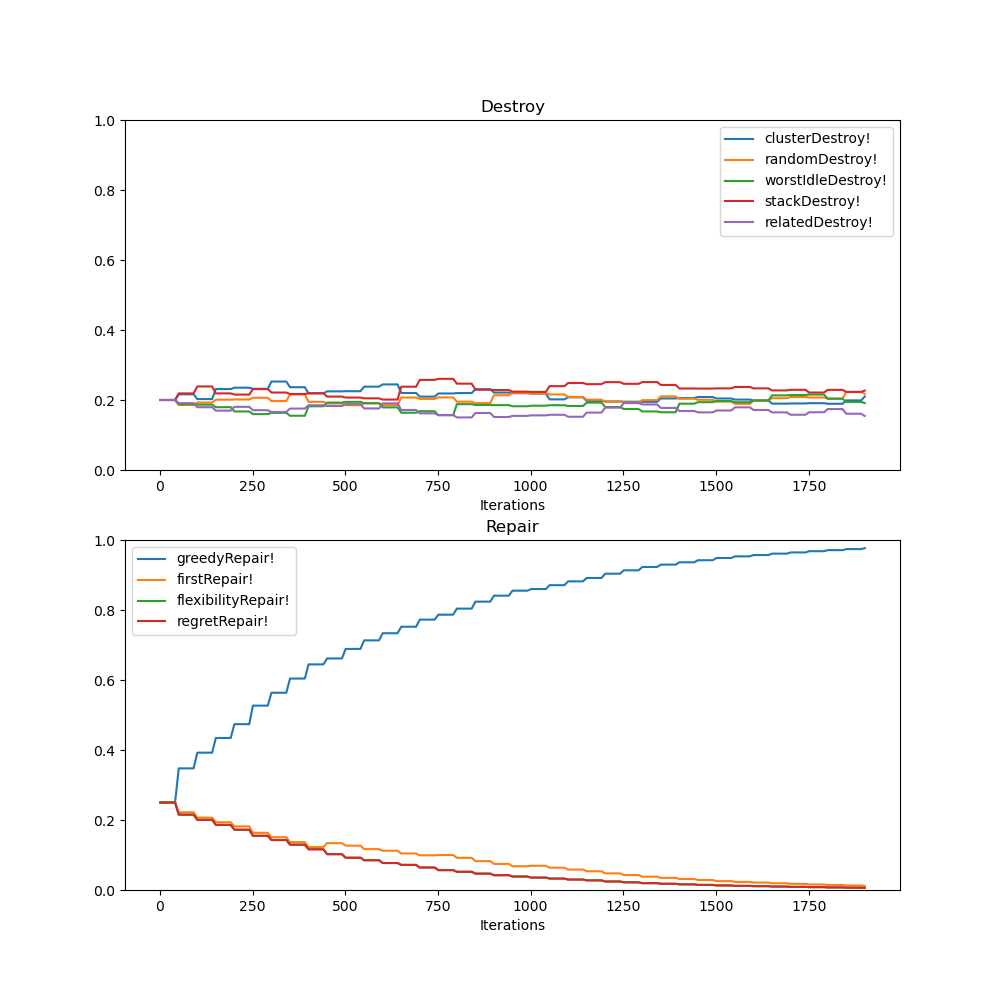 Destroy
1.0
0.8
0.6
0.4
0.2
0.0
clusterDestroy!
randomDestroy!
worstIdleDestroy!
stackDestroy!
relatedDestroy!
0 250 500 750 1000 1250 1500 1750
Iterations
Repair
1.0
0.8
0.6
0.4
0.2
0.0
greedyRepair!
firstRepair!
flexibilityRepair!
regretRepair!
0 250 500 750 1000 1250 1500 1750
Iterations